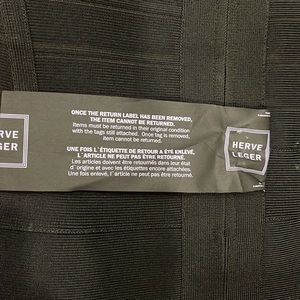 ONCE THE RETURN LABEL HAS BEEN REMOVED,
THE ITEM CANNOT BE RETURNED.
Items must be returned in their original condition
with the tags still attached. Once tag is removed,
item cannot be returned.
UNE FOIS L´ÉTIQUETTE DE RETOUR A ÉTÉ ENLEVÉ,
L´ARTICLE NE PEUT PAS ÊTRE RETOURNÉ.
Les articles doivent être retournés dans leur état
d´origine et avec les étiquettes encore attachées.
Une fois enlevé, l´article ne peut pas être retourné.
RVE
EGER
HERVE
LEGER